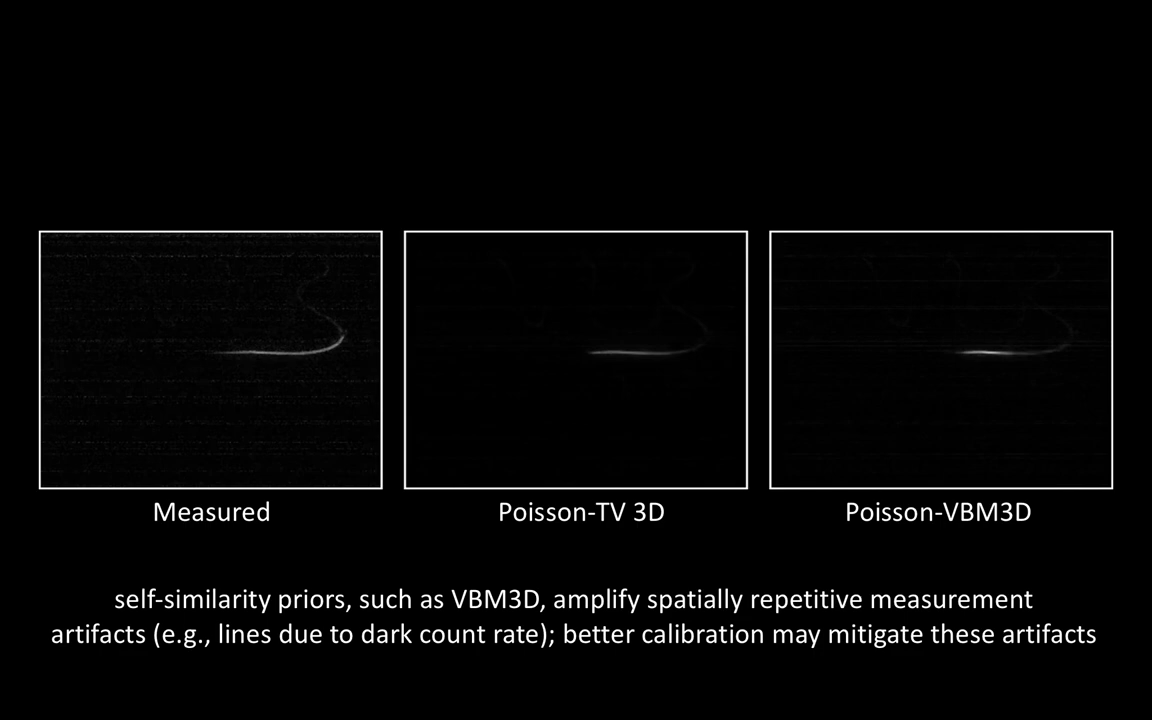 Measured
Poisson-TV 3D
Poisson-VBM3D
self-similarity priors, such as VBM3D, amplify spatially repetitive measurement
artifacts (e.g., lines due to dark count rate); better calibration may mitigate these artifacts